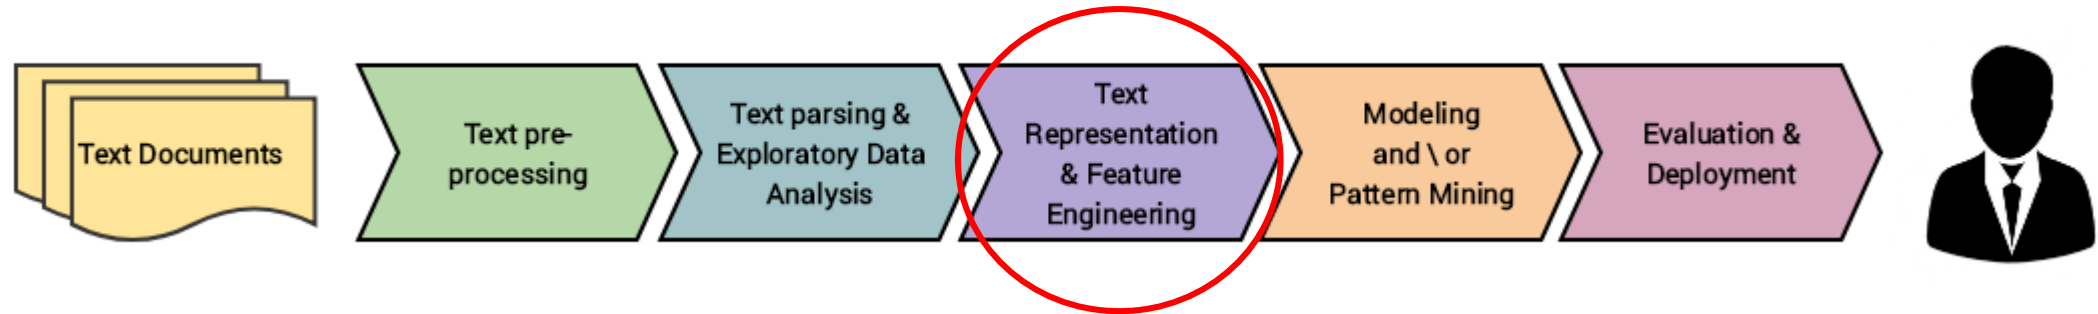 Text Documents
Text pre-
processing
Text parsing &
Exploratory Data
Analysis
Text
Representation
& Feature
Engineering
Modeling
and \ or
Pattern Mining
Evaluation &
Deployment